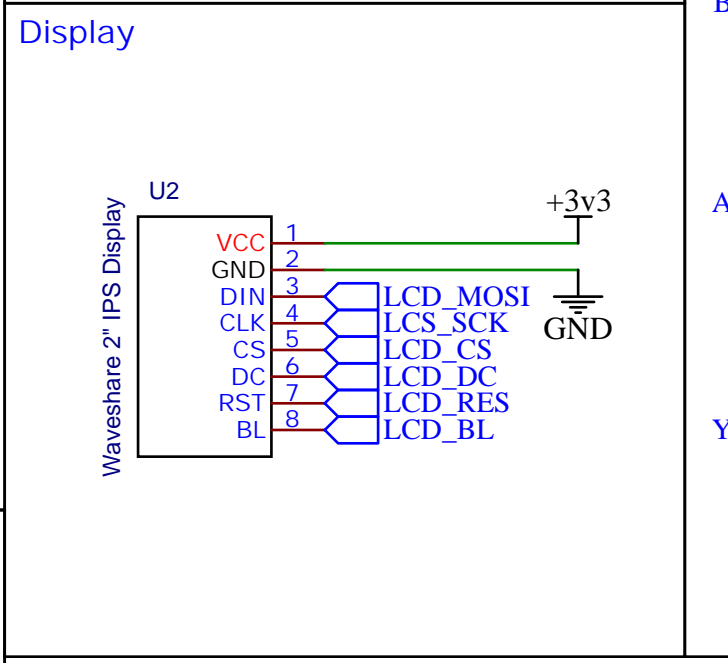 Display
B
U2
+3v3
A
Waveshare 2" IPS Display
VCC 1
GND 2
DIN 3 LCD_MOSI
CLK 4 LCS_SCK
GND
CS 5 LCD_CS
DC 6 LCD_DC
RST 7 LCD_RES
BL 8 LCD_BL
Y